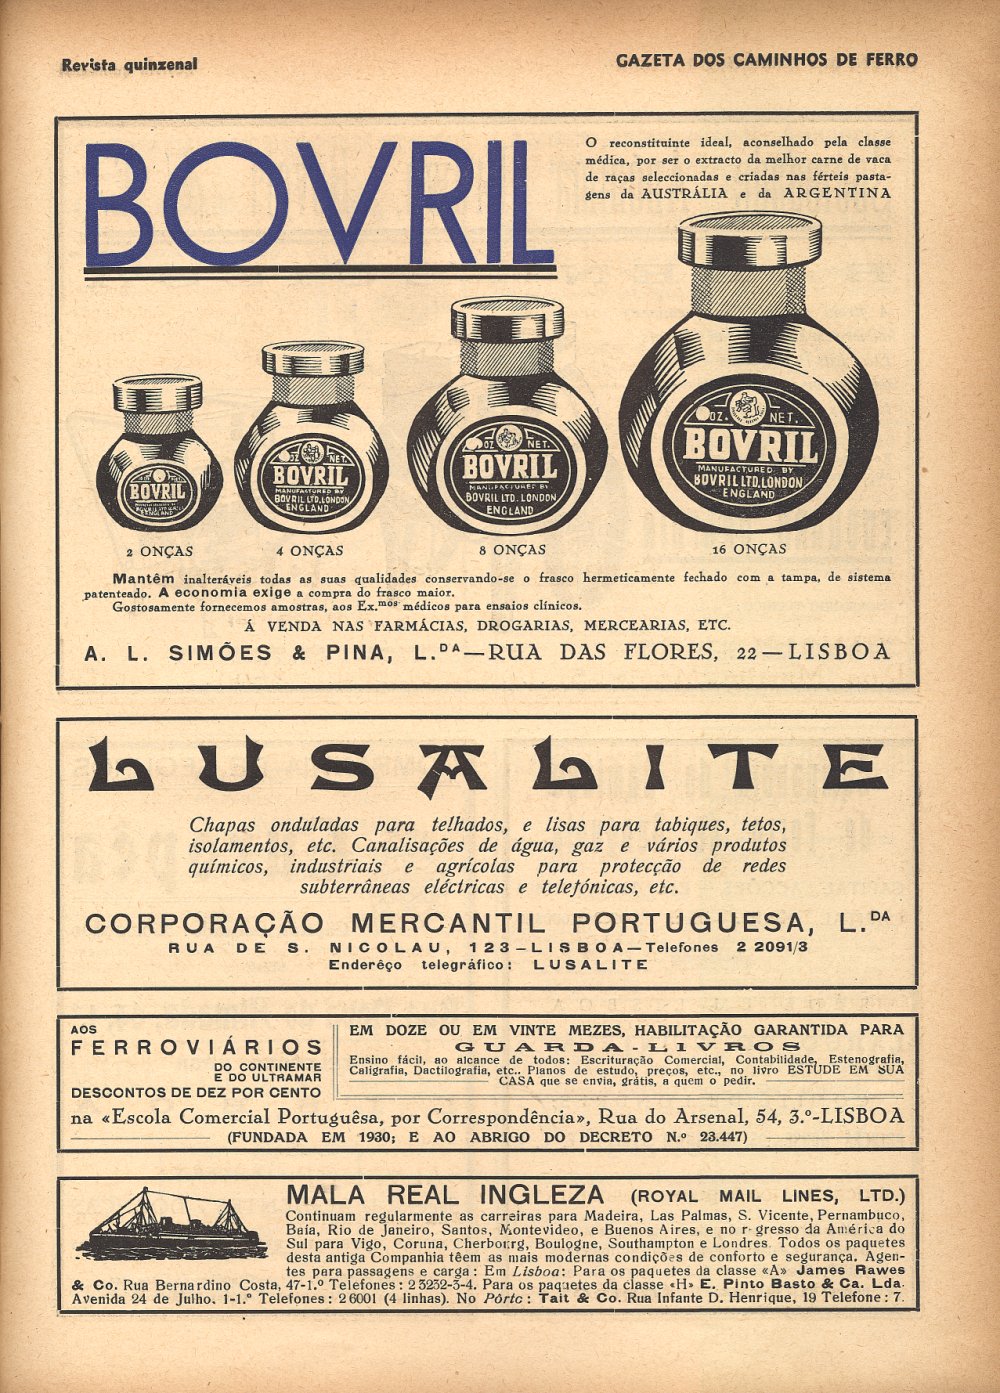 Revista quinzenal
GAZETA DOS CAMINHOS DE FERRO
BOVRIL
O reconstituínte ideal, aconselhado pela classe
médica, por ser o extracto da melhor carne de vaca
de raças seleccionadas e criadas nas férteis pasta-
gens da AUSTRÁLIA e da ARGENTINA
BOVRIL
OZ. NET.
BOVRIL
MANUFACTURED BY
BOVRIL LTD. LONDON
ENGLAND
OZ. NET.
BOVRIL
MANUFACTURED BY
BOVRIL LTD. LONDON
ENGLAND
OZ. NET.
BOVRIL
MANUFACTURED BY
BOVRIL LTD. LONDON
ENGLAND
2 ONÇAS
4 ONÇAS
8 ONÇAS
16 ONÇAS
Mantêm inalteráveis todas as suas qualidades conservando-se o frasco hermeticamente fechado com a tampa, de sistema
patenteado. A economia exige a compra do frasco maior.
Gostosamente fornecemos amostras, aos Ex.mos médicos para ensaios clínicos.
Á VENDA NAS FARMÁCIAS, DROGARIAS, MERCEARIAS, ETC.
A. L. SIMÕES & PINA, L.DA—RUA DAS FLORES, 22—LISBOA
LUSALITE
Chapas onduladas para telhados, e lisas para tabiques, tetos,
isolamentos, etc. Canalisações de água, gaz e vários produtos
químicos, industriais e agrícolas para protecção de redes
subterrâneas eléctricas e telefónicas, etc.
CORPORAÇÃO MERCANTIL PORTUGUESA, L.DA
RUA DE S. NICOLAU, 123—LISBOA—Telefones 2 2091/3
Enderêço telegráfico: LUSALITE
AOS
FERROVIÁRIOS
DO CONTINENTE
E DO ULTRAMAR
DESCONTOS DE DEZ POR CENTO
EM DOZE OU EM VINTE MEZES, HABILITAÇÃO GARANTIDA PARA
GUARDA-LIVROS
Ensino fácil, ao alcance de todos: Escrituração Comercial, Contabilidade, Estenografia,
Caligrafia, Dactilografia, etc.. Planos de estudo, preços, etc., no livro ESTUDE EM SUA
CASA que se envia, grátis, a quem o pedir.
na «Escola Comercial Portuguêsa, por Correspondência», Rua do Arsenal, 54, 3.º-LISBOA
(FUNDADA EM 1930; E AO ABRIGO DO DECRETO N.º 23.447)
MALA REAL INGLEZA (ROYAL MAIL LINES, LTD.)
Continuam regularmente as carreiras para Madeira, Las Palmas, S. Vicente, Pernambuco,
Baía, Rio de Janeiro, Santos, Montevideo, e Buenos Aires, e no regresso da América do
Sul para Vigo, Coruna, Cherbourg, Boulogne, Southampton e Londres. Todos os paquetes
desta antiga Companhia têem as mais modernas condições de conforto e segurança. Agen-
tes para passagens e carga: Em Lisboa: Para os paquetes da classe «A» James Rawes
& Co. Rua Bernardino Costa, 47-1.º Telefones: 23232-3-4. Para os paquetes da classe «H» E. Pinto Basto & Ca. Lda.
Avenida 24 de Julho. 1-1.º Telefones: 26001 (4 linhas). No Pôrto: Tait & Co. Rua Infante D. Henrique, 19 Telefone: 7.